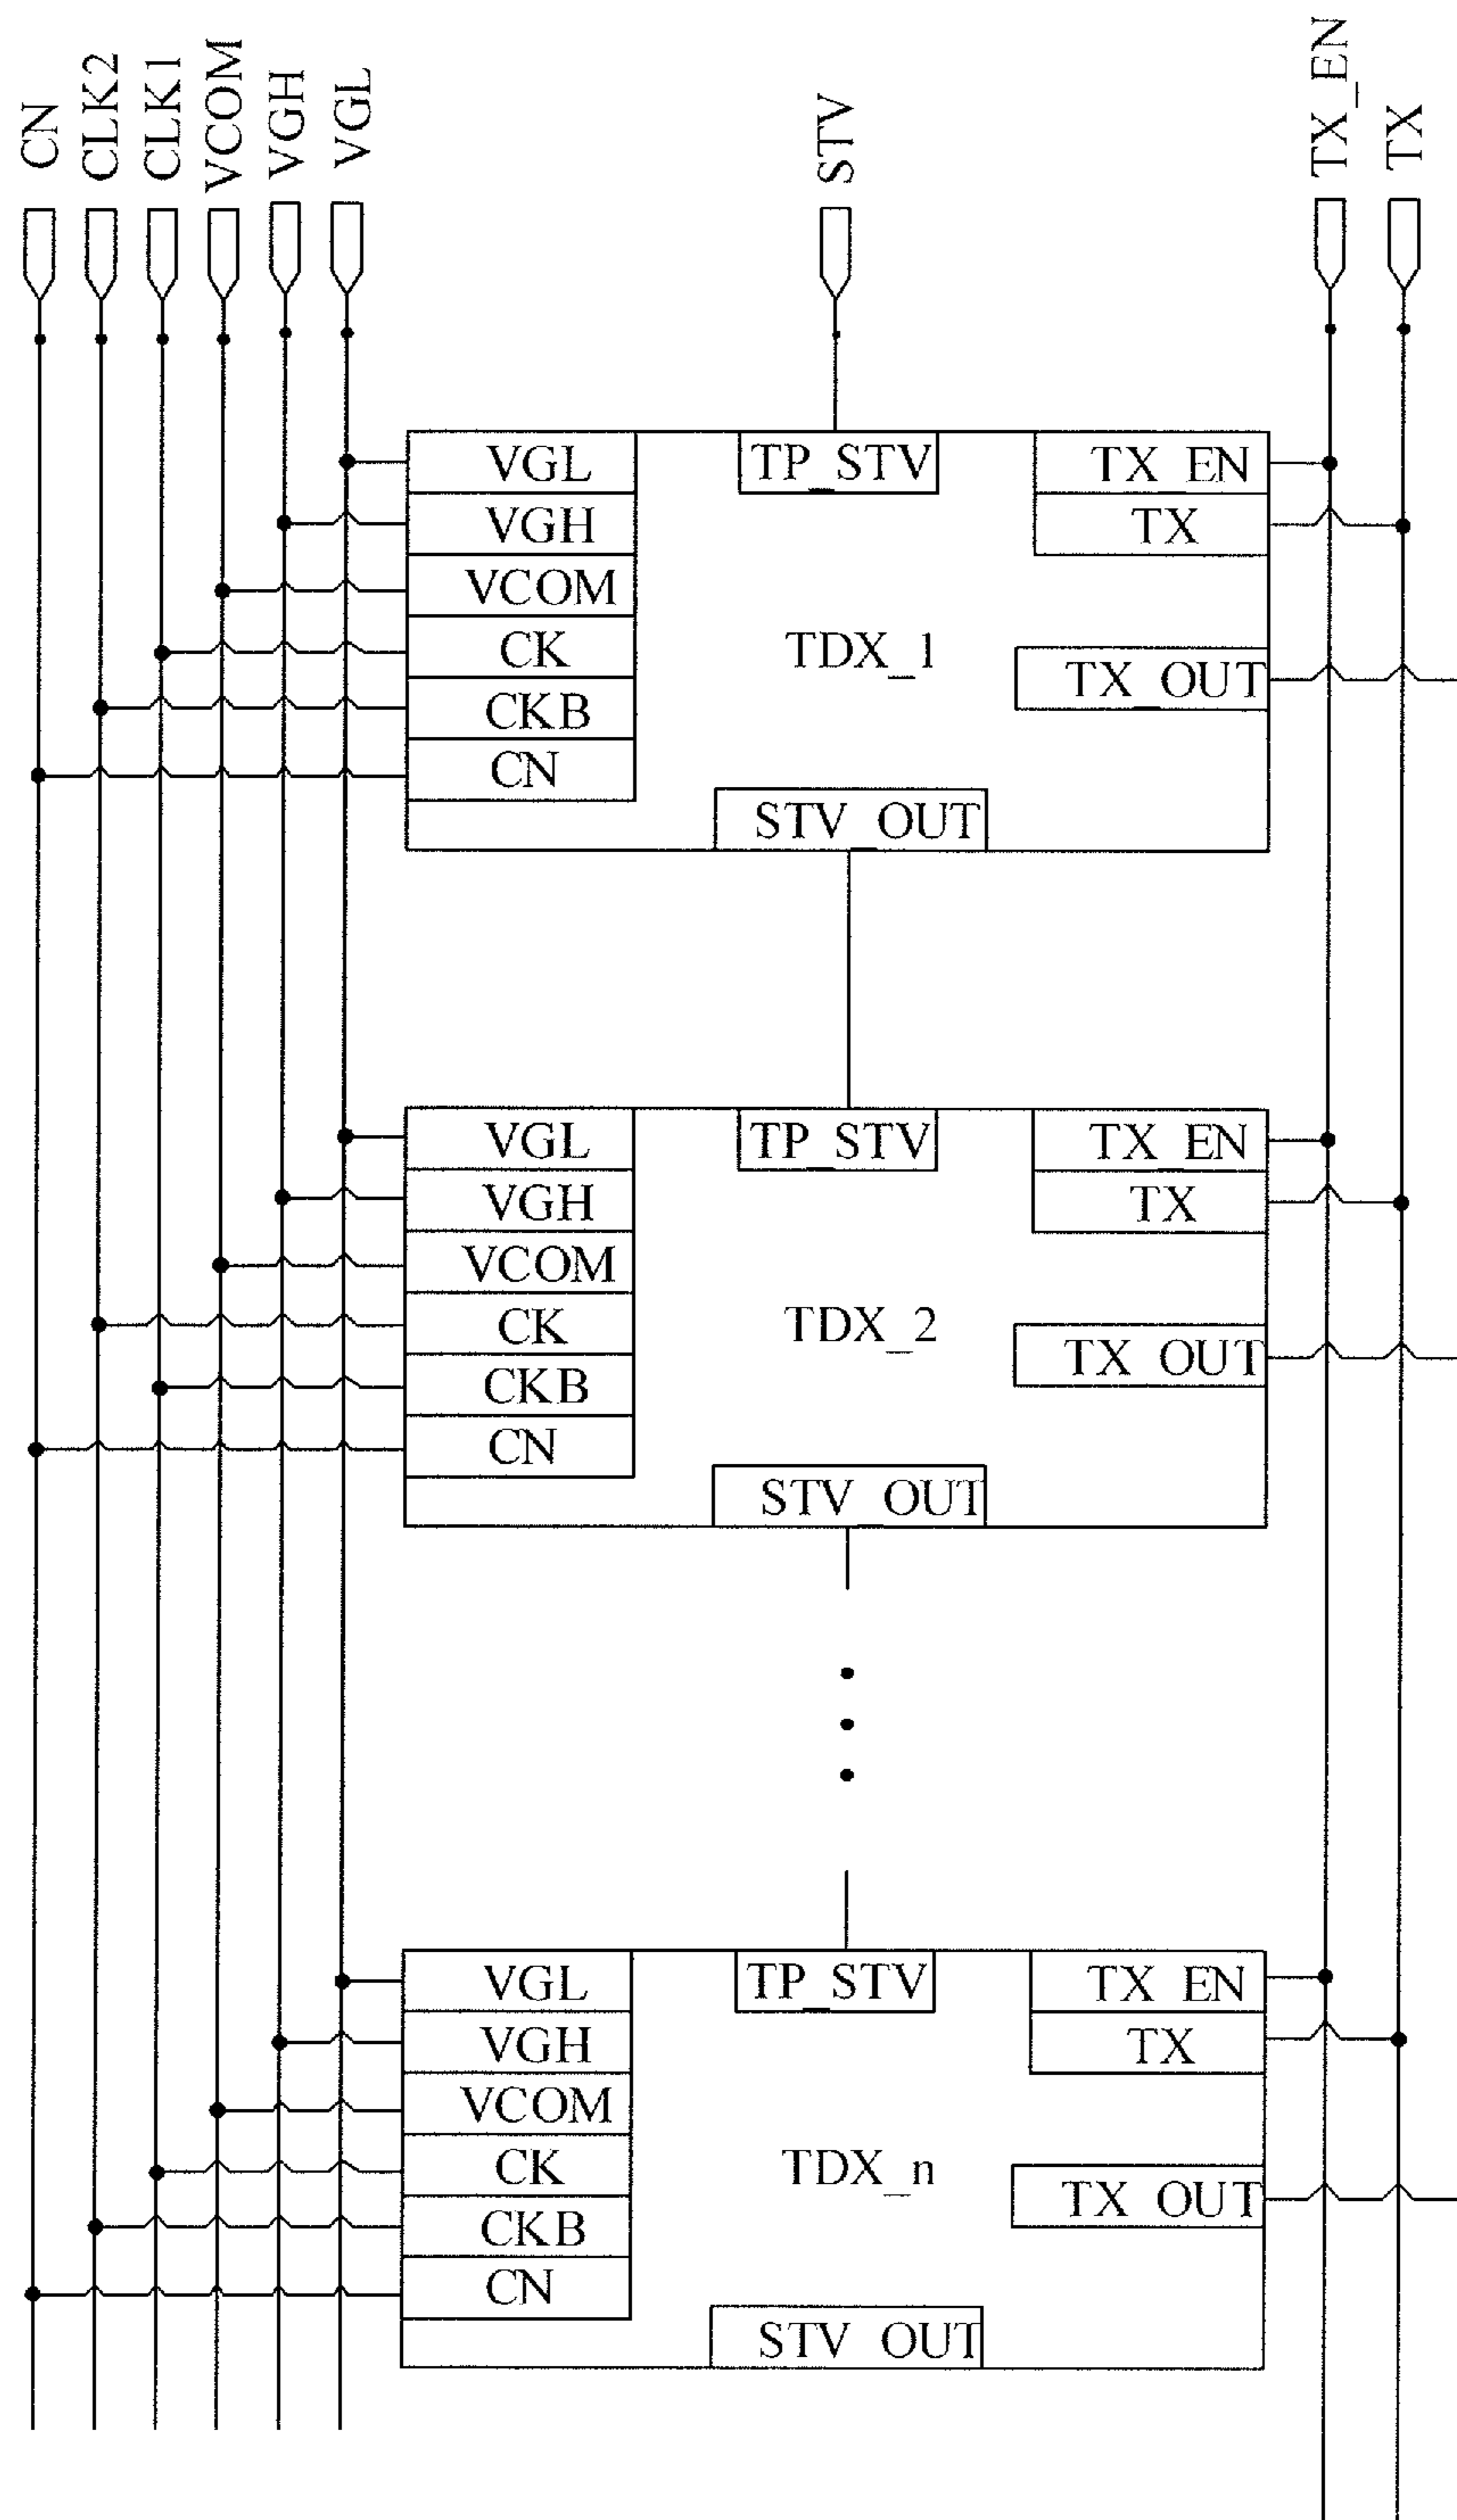 CN
CLK2
CLK1
VCOM
VGH
VGL
STV
TX_EN
TX
VGL
TP_STV
TX_EN
VGH
TX
VCOM
CK
TDX_1
TX_OUT
CKB
CN
STV_OUT
VGL
TP_STV
TX_EN
VGH
TX
VCOM
CK
TDX_2
TX_OUT
CKB
CN
STV_OUT
VGL
TP_STV
TX_EN
VGH
TX
VCOM
CK
TDX_n
TX_OUT
CKB
CN
STV_OUT